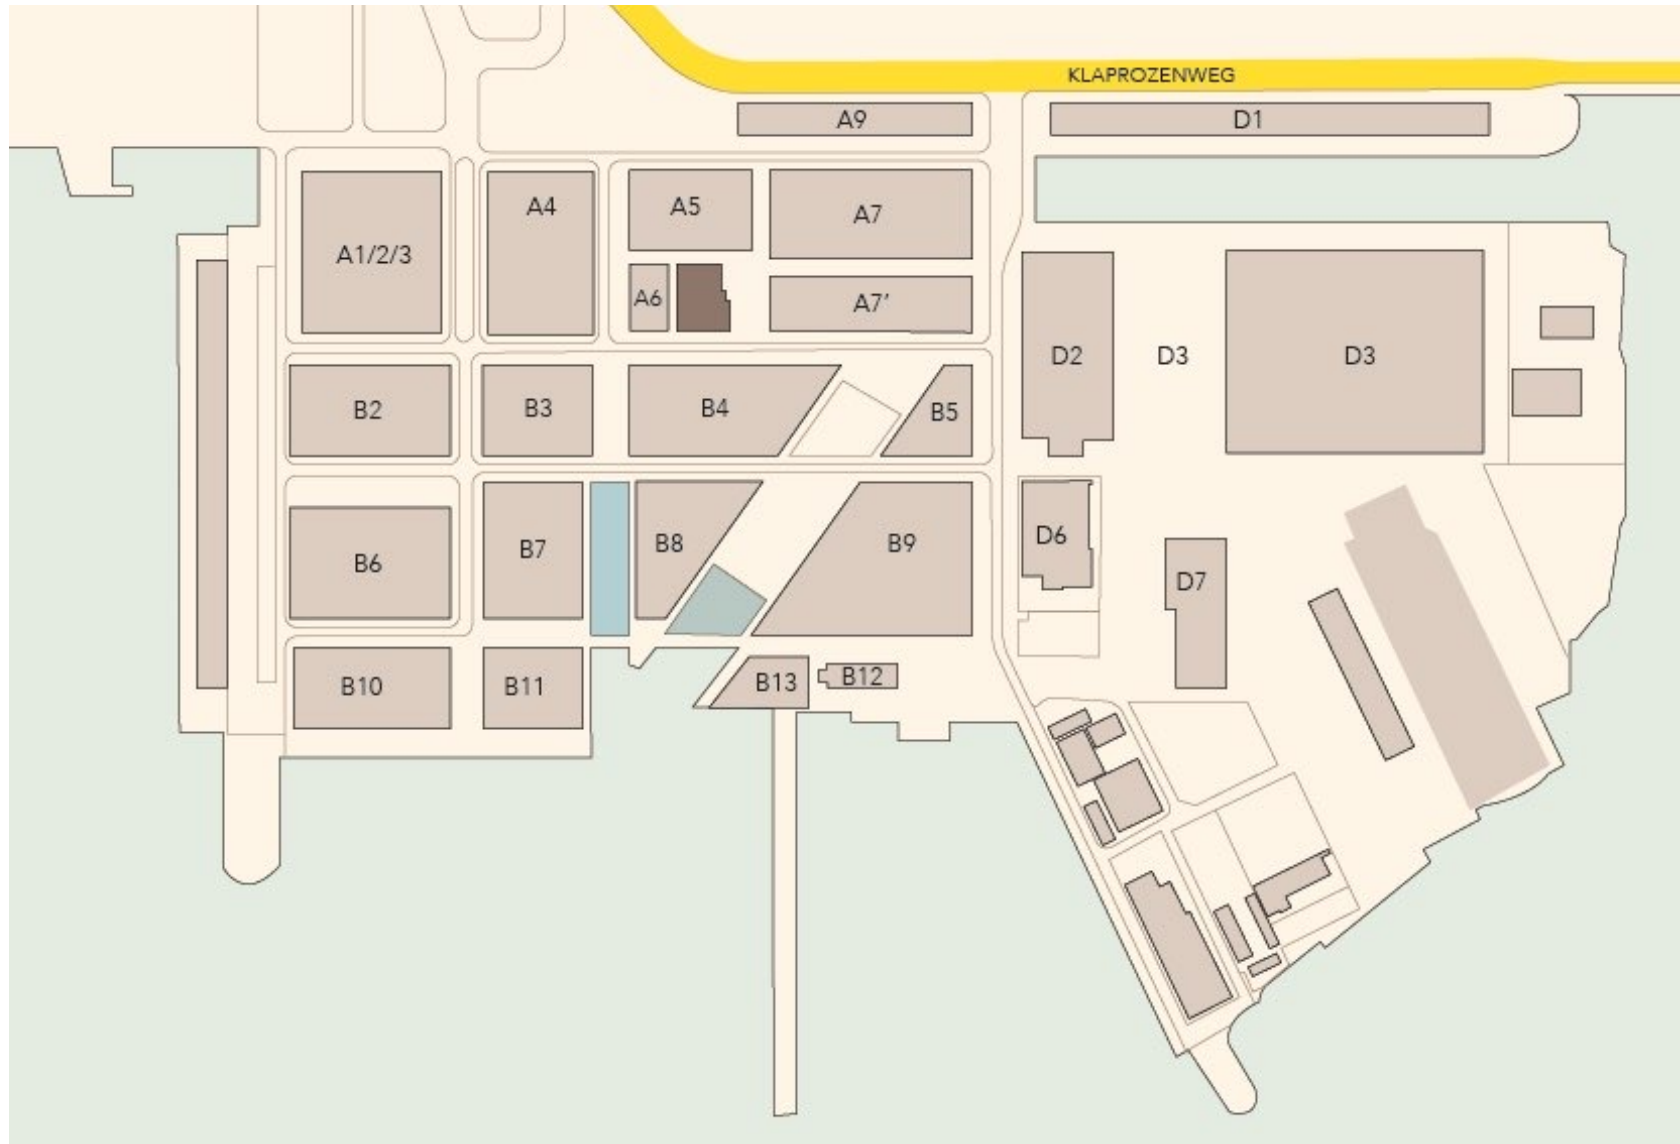 KLAPROZENWEG
A9
D1
A4
A5
A7
A1/2/3
A6
A7’
D2
D3
D3
B2
B3
B4
B5
B6
B7
B8
B9
D6
D7
B10
B11
B13
B12